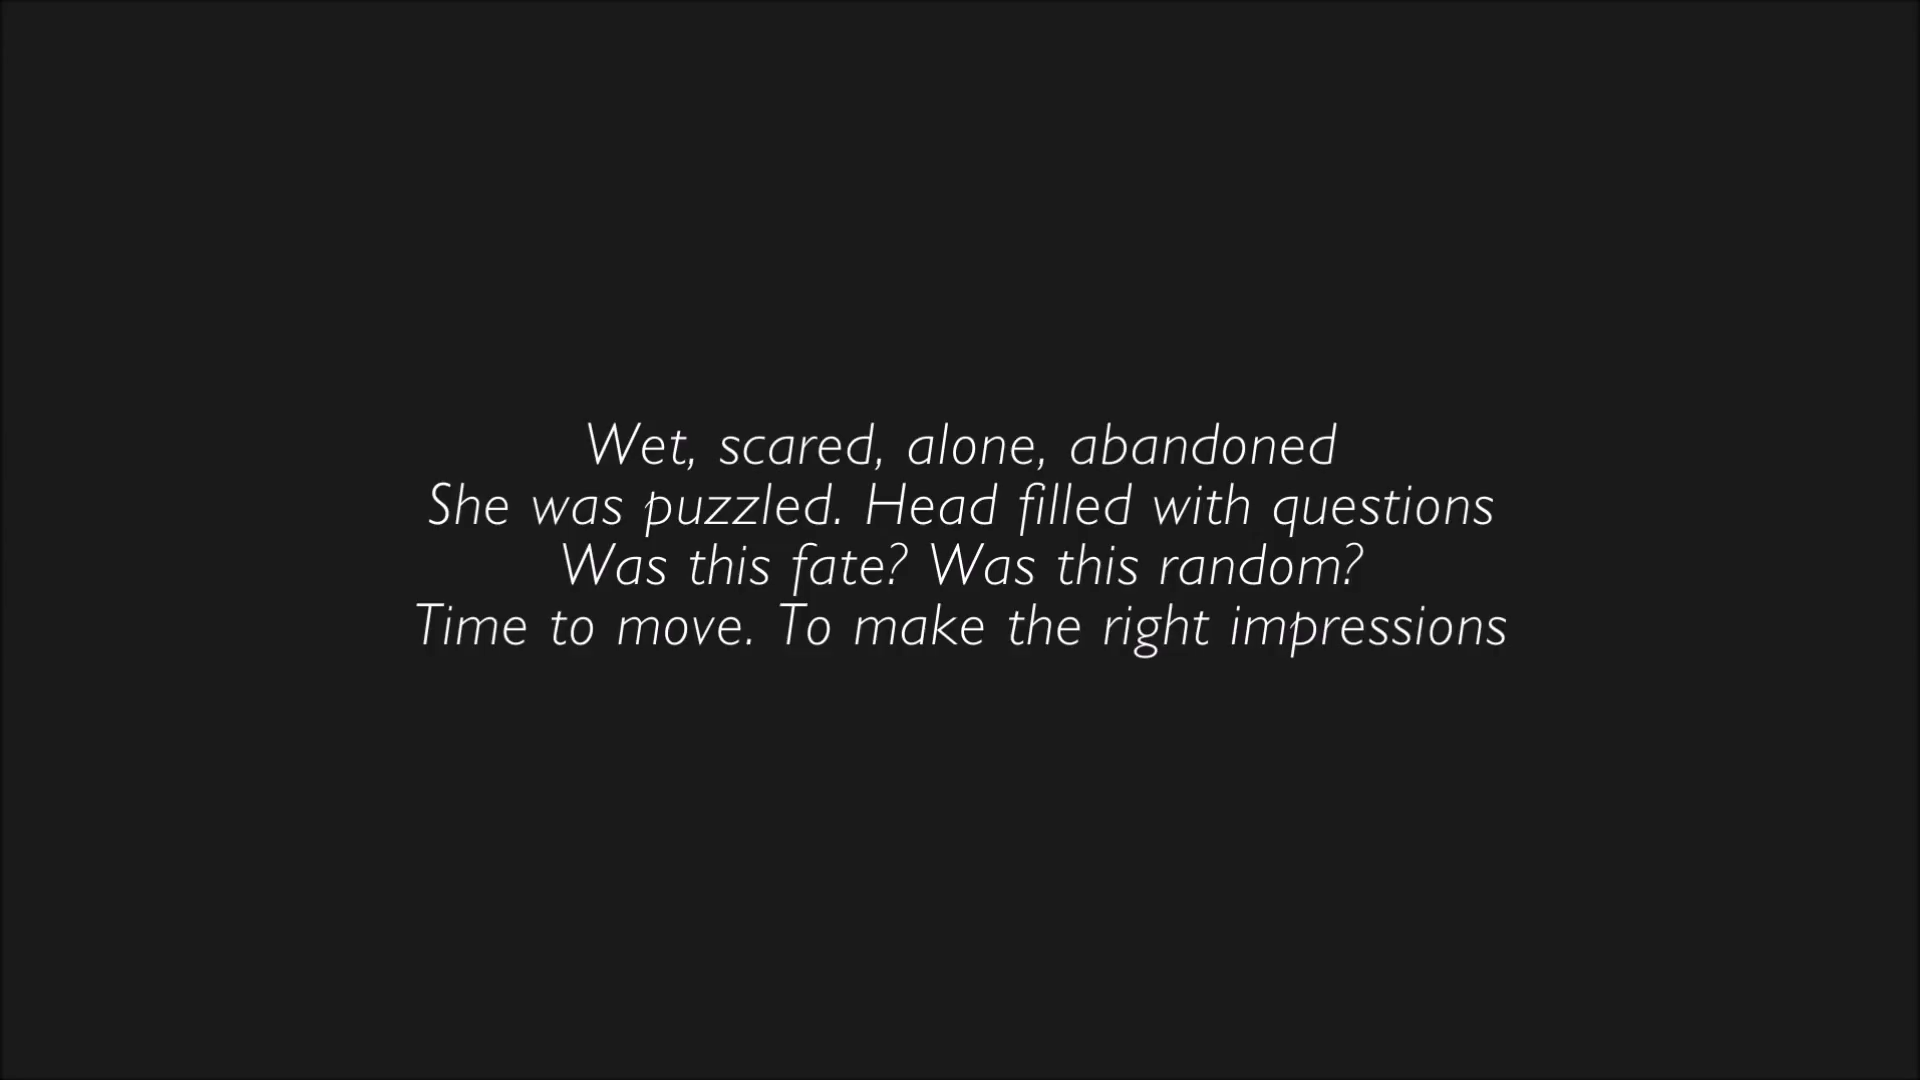 Wet, scared, alone, abandoned
She was puzzled. Head filled with questions
Was this fate? Was this random?
Time to move. To make the right impressions